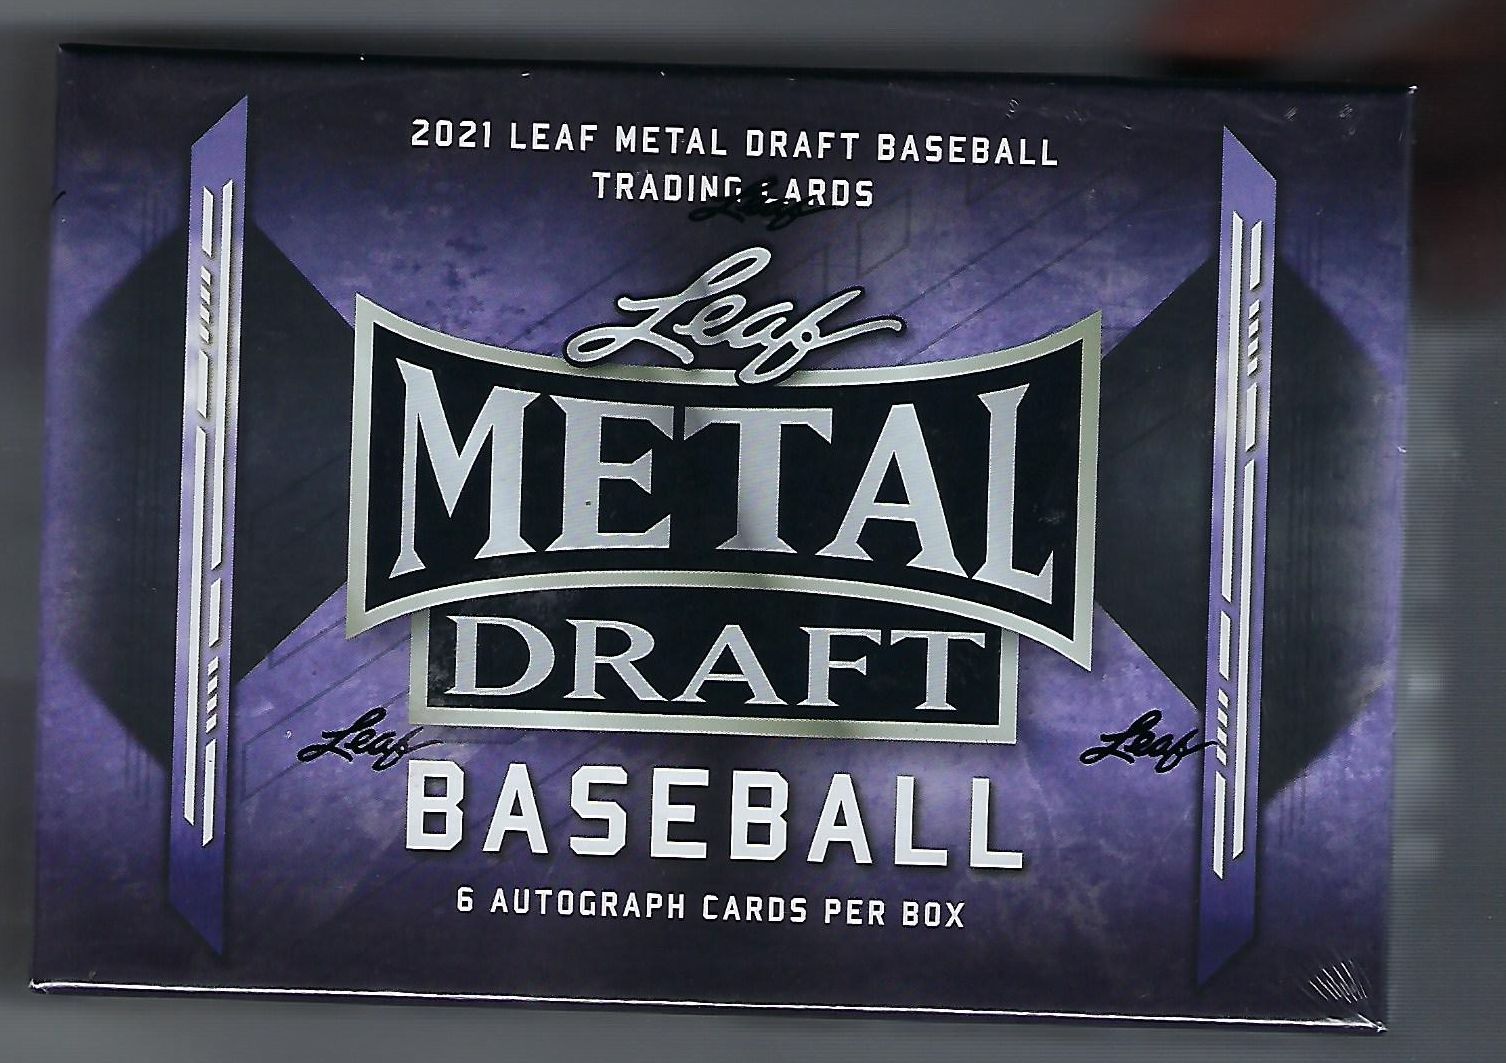 2021 LEAF METAL DRAFT BASEBALL
TRADING CARDS
Leaf
Leaf
METAL
DRAFT
Leaf
Leaf
BASEBALL
6 AUTOGRAPH CARDS PER BOX